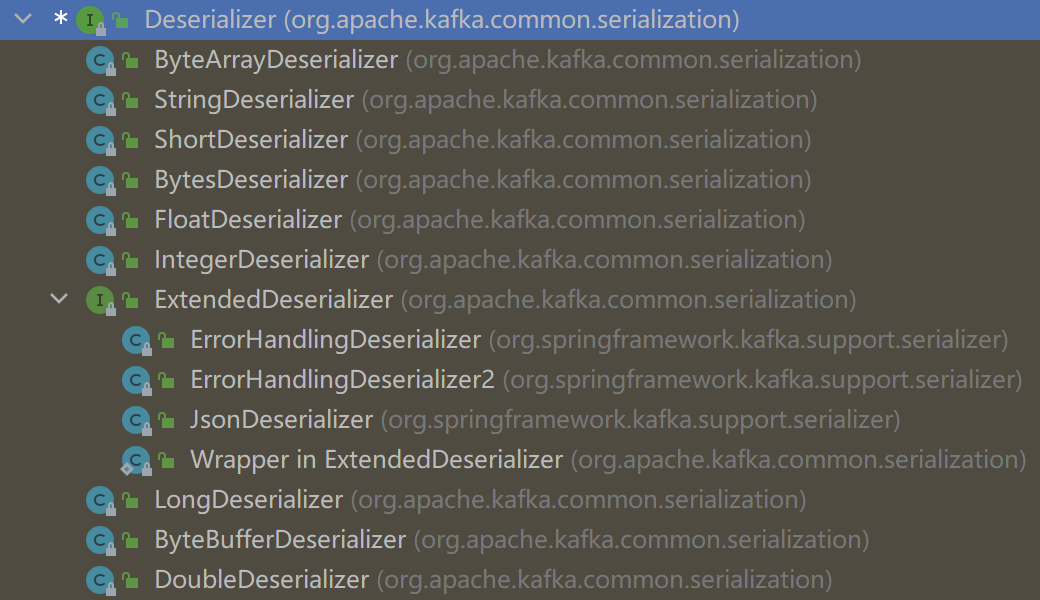 * I Deserializer (org.apache.kafka.common.serialization)
C ByteArrayDeserializer (org.apache.kafka.common.serialization)
C StringDeserializer (org.apache.kafka.common.serialization)
C ShortDeserializer (org.apache.kafka.common.serialization)
C BytesDeserializer (org.apache.kafka.common.serialization)
C FloatDeserializer (org.apache.kafka.common.serialization)
C IntegerDeserializer (org.apache.kafka.common.serialization)
I ExtendedDeserializer (org.apache.kafka.common.serialization)
C ErrorHandlingDeserializer (org.springframework.kafka.support.serializer)
C ErrorHandlingDeserializer2 (org.springframework.kafka.support.serializer)
C JsonDeserializer (org.springframework.kafka.support.serializer)
C Wrapper in ExtendedDeserializer (org.apache.kafka.common.serialization)
C LongDeserializer (org.apache.kafka.common.serialization)
C ByteBufferDeserializer (org.apache.kafka.common.serialization)
C DoubleDeserializer (org.apache.kafka.common.serialization)